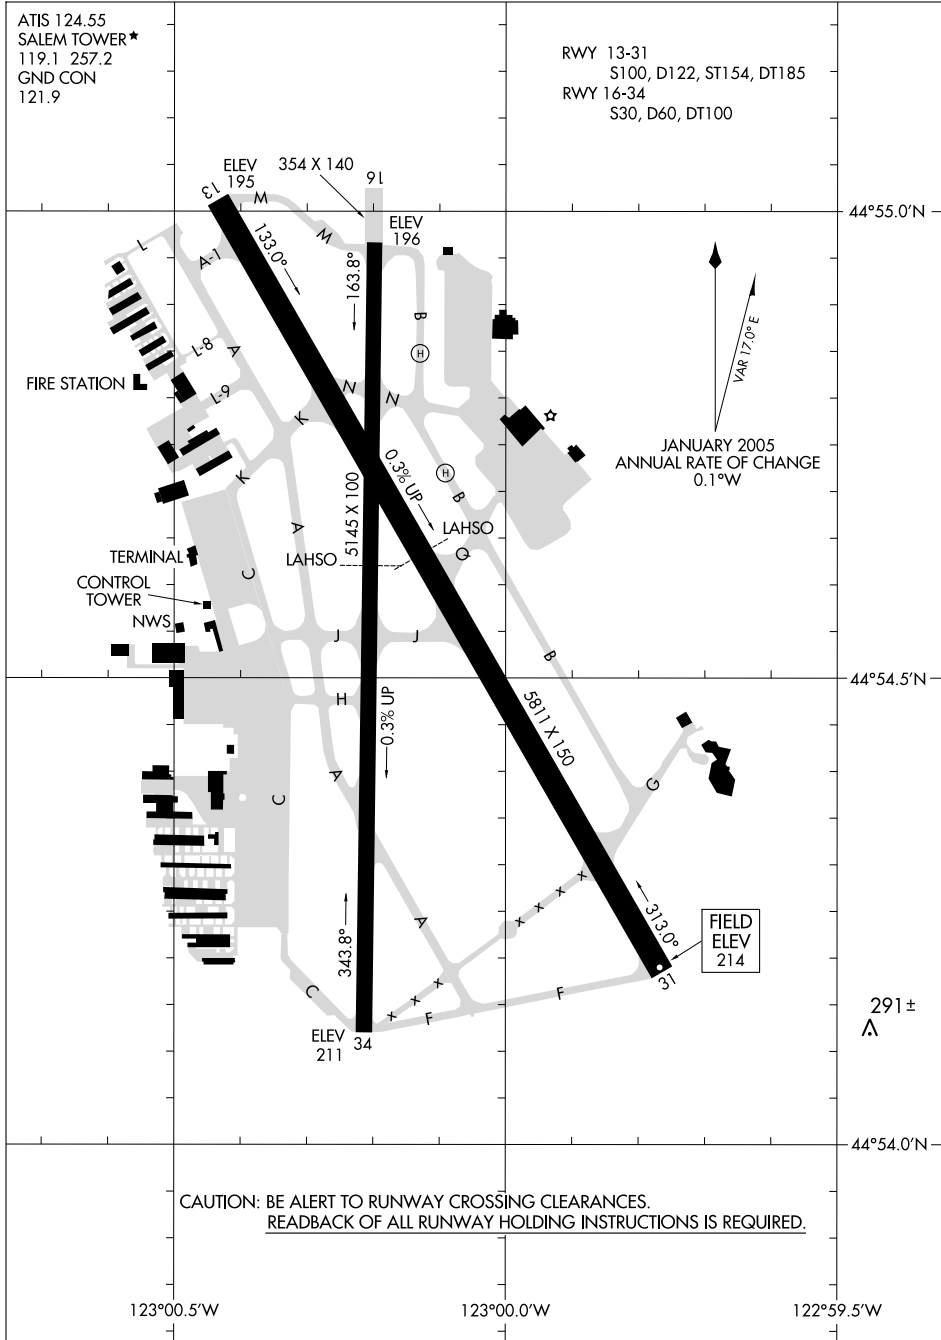 ATIS 124.55
SALEM TOWER★
119.1 257.2
GND CON
121.9
RWY 13-31
S100, D122, ST154, DT185
RWY 16-34
S30, D60, DT100
ELEV
195
354 X 140
16
13
M
M
ELEV
196
44°55.0'N
L
A-1
133.0°
163.8°
B
H
VAR 17.0° E
L-8
A
FIRE STATION
L-9
N
N
K
JANUARY 2005
ANNUAL RATE OF CHANGE
0.1°W
K
0.3% UP
H
B
5145 X 100
A
LAHSO
LAHSO
Q
TERMINAL
C
CONTROL
TOWER
NWS
J
J
B
44°54.5'N
H
5811 X 150
0.3% UP
A
C
G
A
343.8°
313.0°
FIELD
ELEV
214
31
C
F
F
291±
ELEV
211
34
44°54.0'N
CAUTION: BE ALERT TO RUNWAY CROSSING CLEARANCES.
READBACK OF ALL RUNWAY HOLDING INSTRUCTIONS IS REQUIRED.
123°00.5'W
123°00.0'W
122°59.5'W